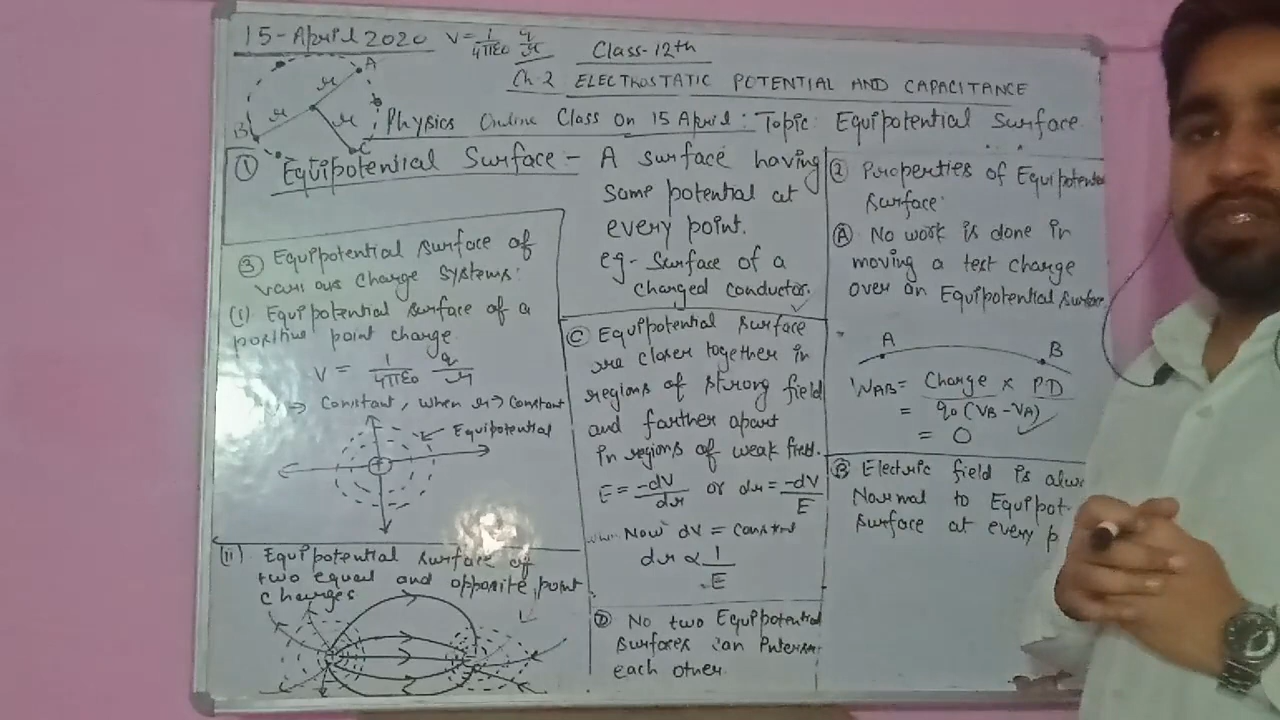 15-April 2020
V = 1/4πε0 q/r
Class-12th
Ch-2 ELECTROSTATIC POTENTIAL AND CAPACITANCE
A
r
r
r
B
C
Physics Online Class on 15 April: Topic: Equipotential Surface
① Equipotential Surface - A surface having
same potential at
every point.
eg- Surface of a
charged conductor.
② Properties of Equipotential
surface:
Ⓐ No work is done in
moving a test charge
over an Equipotential surface
A
B
WAB = Charge × PD
= q0 (VB - VA)
= 0
Ⓑ Electric field is
Normal to
surface at every
③ Equipotential surface of
various charge systems:
(i) Equipotential surface of a
positive point charge
V = 1/4πε0 q/r
→ Constant, when r → constant
Equipotential
+
(ii) Equipotential surface of
two equal and opposite point
charges
Ⓒ Equipotential surface
are closer together in
regions of strong field
and farther apart
in regions of weak field.
E = -dV/dr or dr = -dV/E
Now dV = constant
dr ∝ 1/E
Ⓓ No two Equipotential
surfaces can
each other.